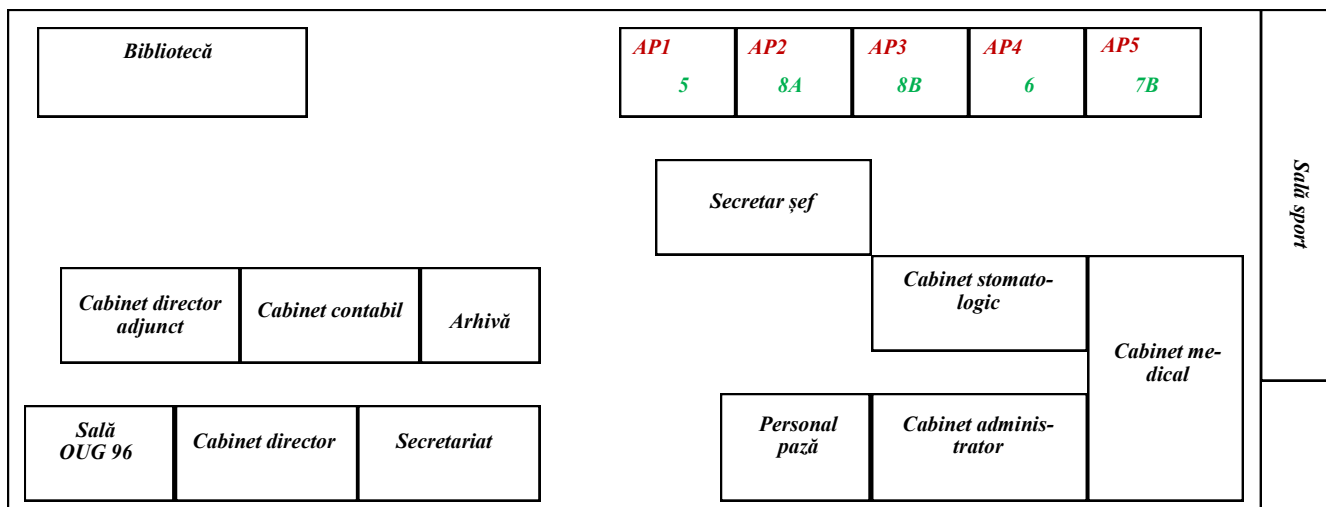 Bibliotecă
AP1
5
AP2
8A
AP3
8B
AP4
6
AP5
7B
Sală sport
Secretar șef
Cabinet director
adjunct
Cabinet contabil
Arhivă
Cabinet stomato-
logic
Cabinet me-
dical
Sală
OUG 96
Cabinet director
Secretariat
Personal
pază
Cabinet adminis-
trator